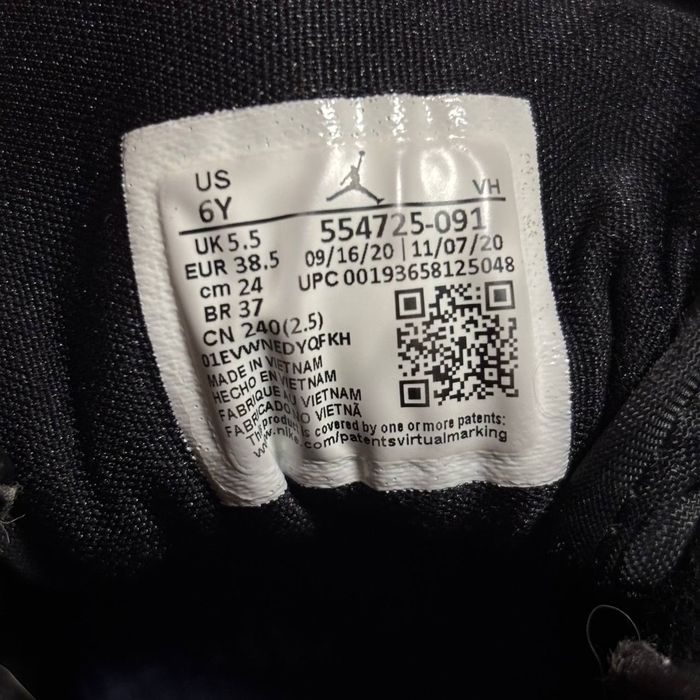 US
6Y
VH
UK 5.5
EUR 38.5
cm 24
BR 37
CN 240(2.5)
554725-091
09/16/20 | 11/07/20
UPC 00193658125048
01EVWNEDYQFKH
MADE IN VIETNAM
HECHO EN VIETNAM
FABRIQUE AU VIETNAM
FABRICADO NO VIETNÃ
This product is covered by one or more patents:
www.nike.com/patentsvirtualmarking